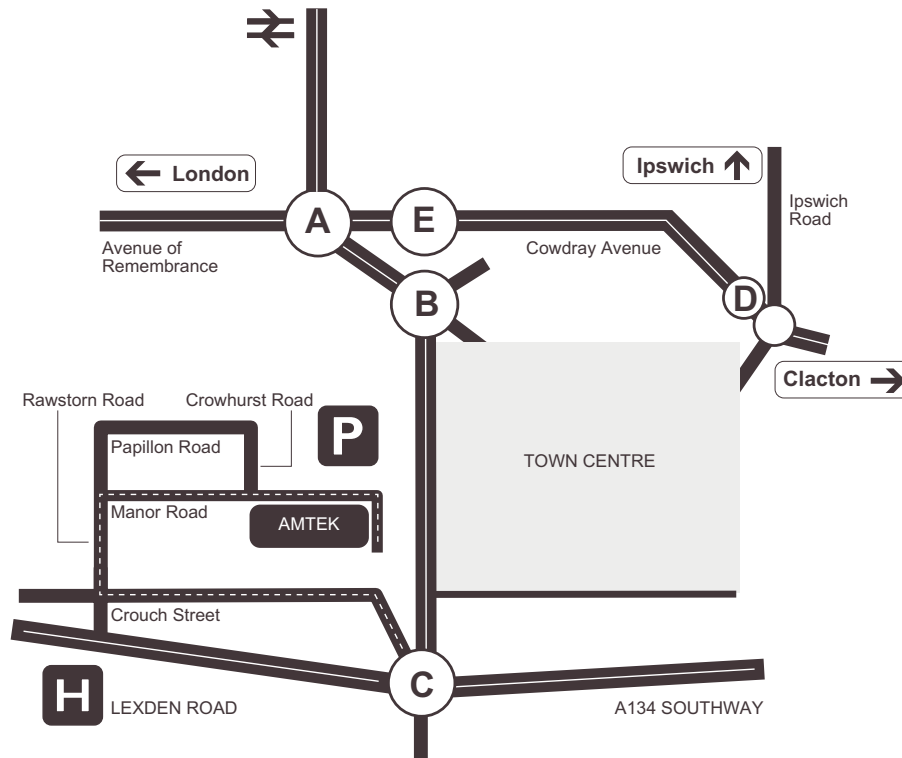 London
Ipswich
Ipswich
Road
A
E
Avenue of
Remembrance
Cowdray Avenue
D
B
Clacton
Rawstorn Road
Crowhurst Road
P
Papillon Road
TOWN CENTRE
Manor Road
AMTEK
Crouch Street
C
H
LEXDEN ROAD
A134 SOUTHWAY